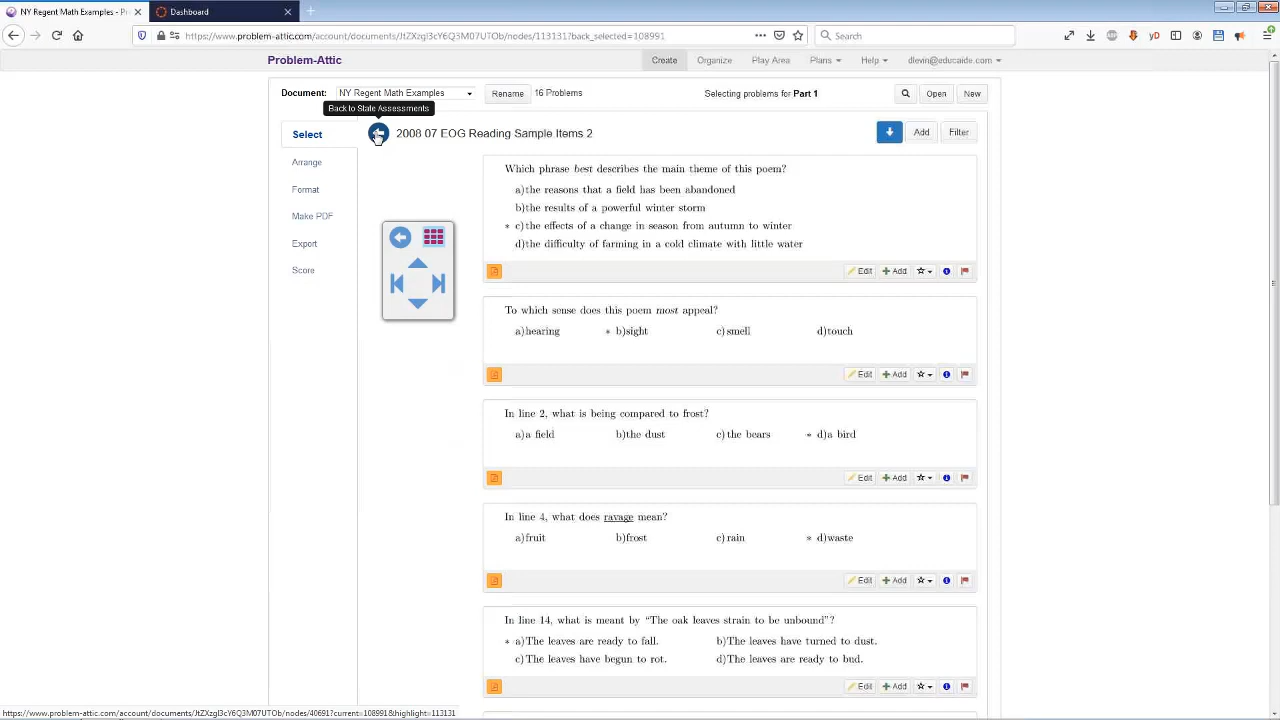 NY Regent Math Examples - Pr
Dashboard
https://www.problem-attic.com/account/documents/JtZXzgl3cY6Q3M07UTOb/nodes/113131?back_selected=108991
Search
Problem-Attic
Create
Organize
Play Area
Plans
Help
dlevin@educaide.com
Document:
NY Regent Math Examples
Rename
16 Problems
Selecting problems for Part 1
Open
New
Back to State Assessments
Select
2008 07 EOG Reading Sample Items 2
Add
Filter
Arrange
Format
Make PDF
Export
Score
Which phrase best describes the main theme of this poem?
a) the reasons that a field has been abandoned
b) the results of a powerful winter storm
* c) the effects of a change in season from autumn to winter
d) the difficulty of farming in a cold climate with little water
Edit
Add
To which sense does this poem most appeal?
a) hearing * b) sight c) smell d) touch
Edit
Add
In line 2, what is being compared to frost?
a) a field b) the dust c) the bears * d) a bird
Edit
Add
In line 4, what does ravage mean?
a) fruit b) frost c) rain * d) waste
Edit
Add
In line 14, what is meant by “The oak leaves strain to be unbound”?
* a) The leaves are ready to fall. b) The leaves have turned to dust.
c) The leaves have begun to rot. d) The leaves are ready to bud.
Edit
Add
https://www.problem-attic.com/account/documents/JtZXzgl3cY6Q3M07UTOb/nodes/40691?current=108991&highlight=113131